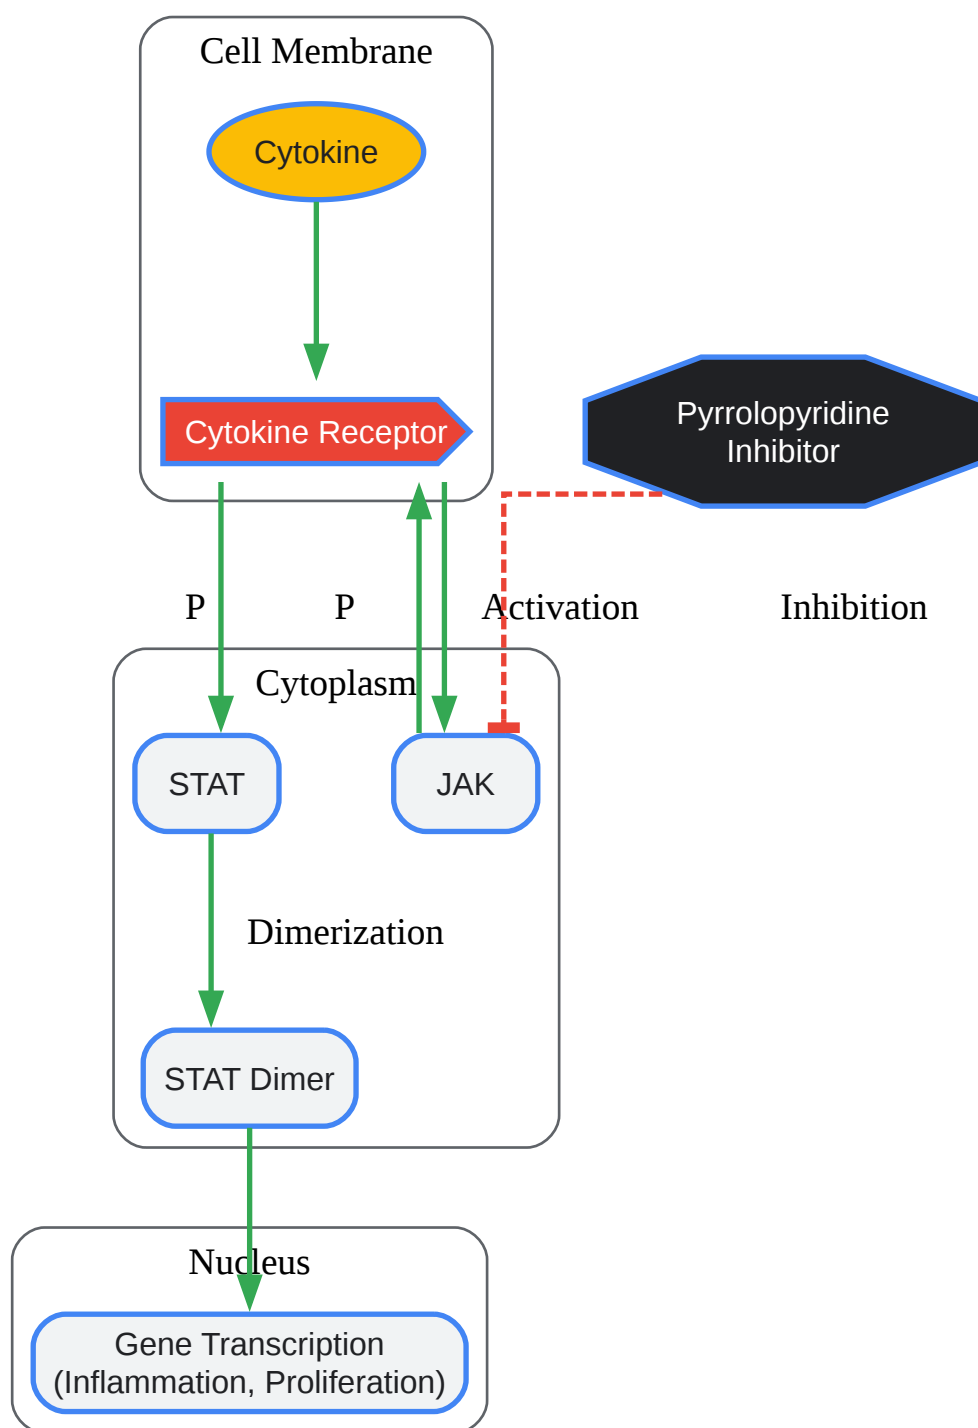 Cell Membrane
Cytokine
Cytokine Receptor
Pyrrolopyridine
Inhibitor
P
P
Activation
Inhibition
Cytoplasm
STAT
JAK
Dimerization
STAT Dimer
Nucleus
Gene Transcription
(Inflammation, Proliferation)